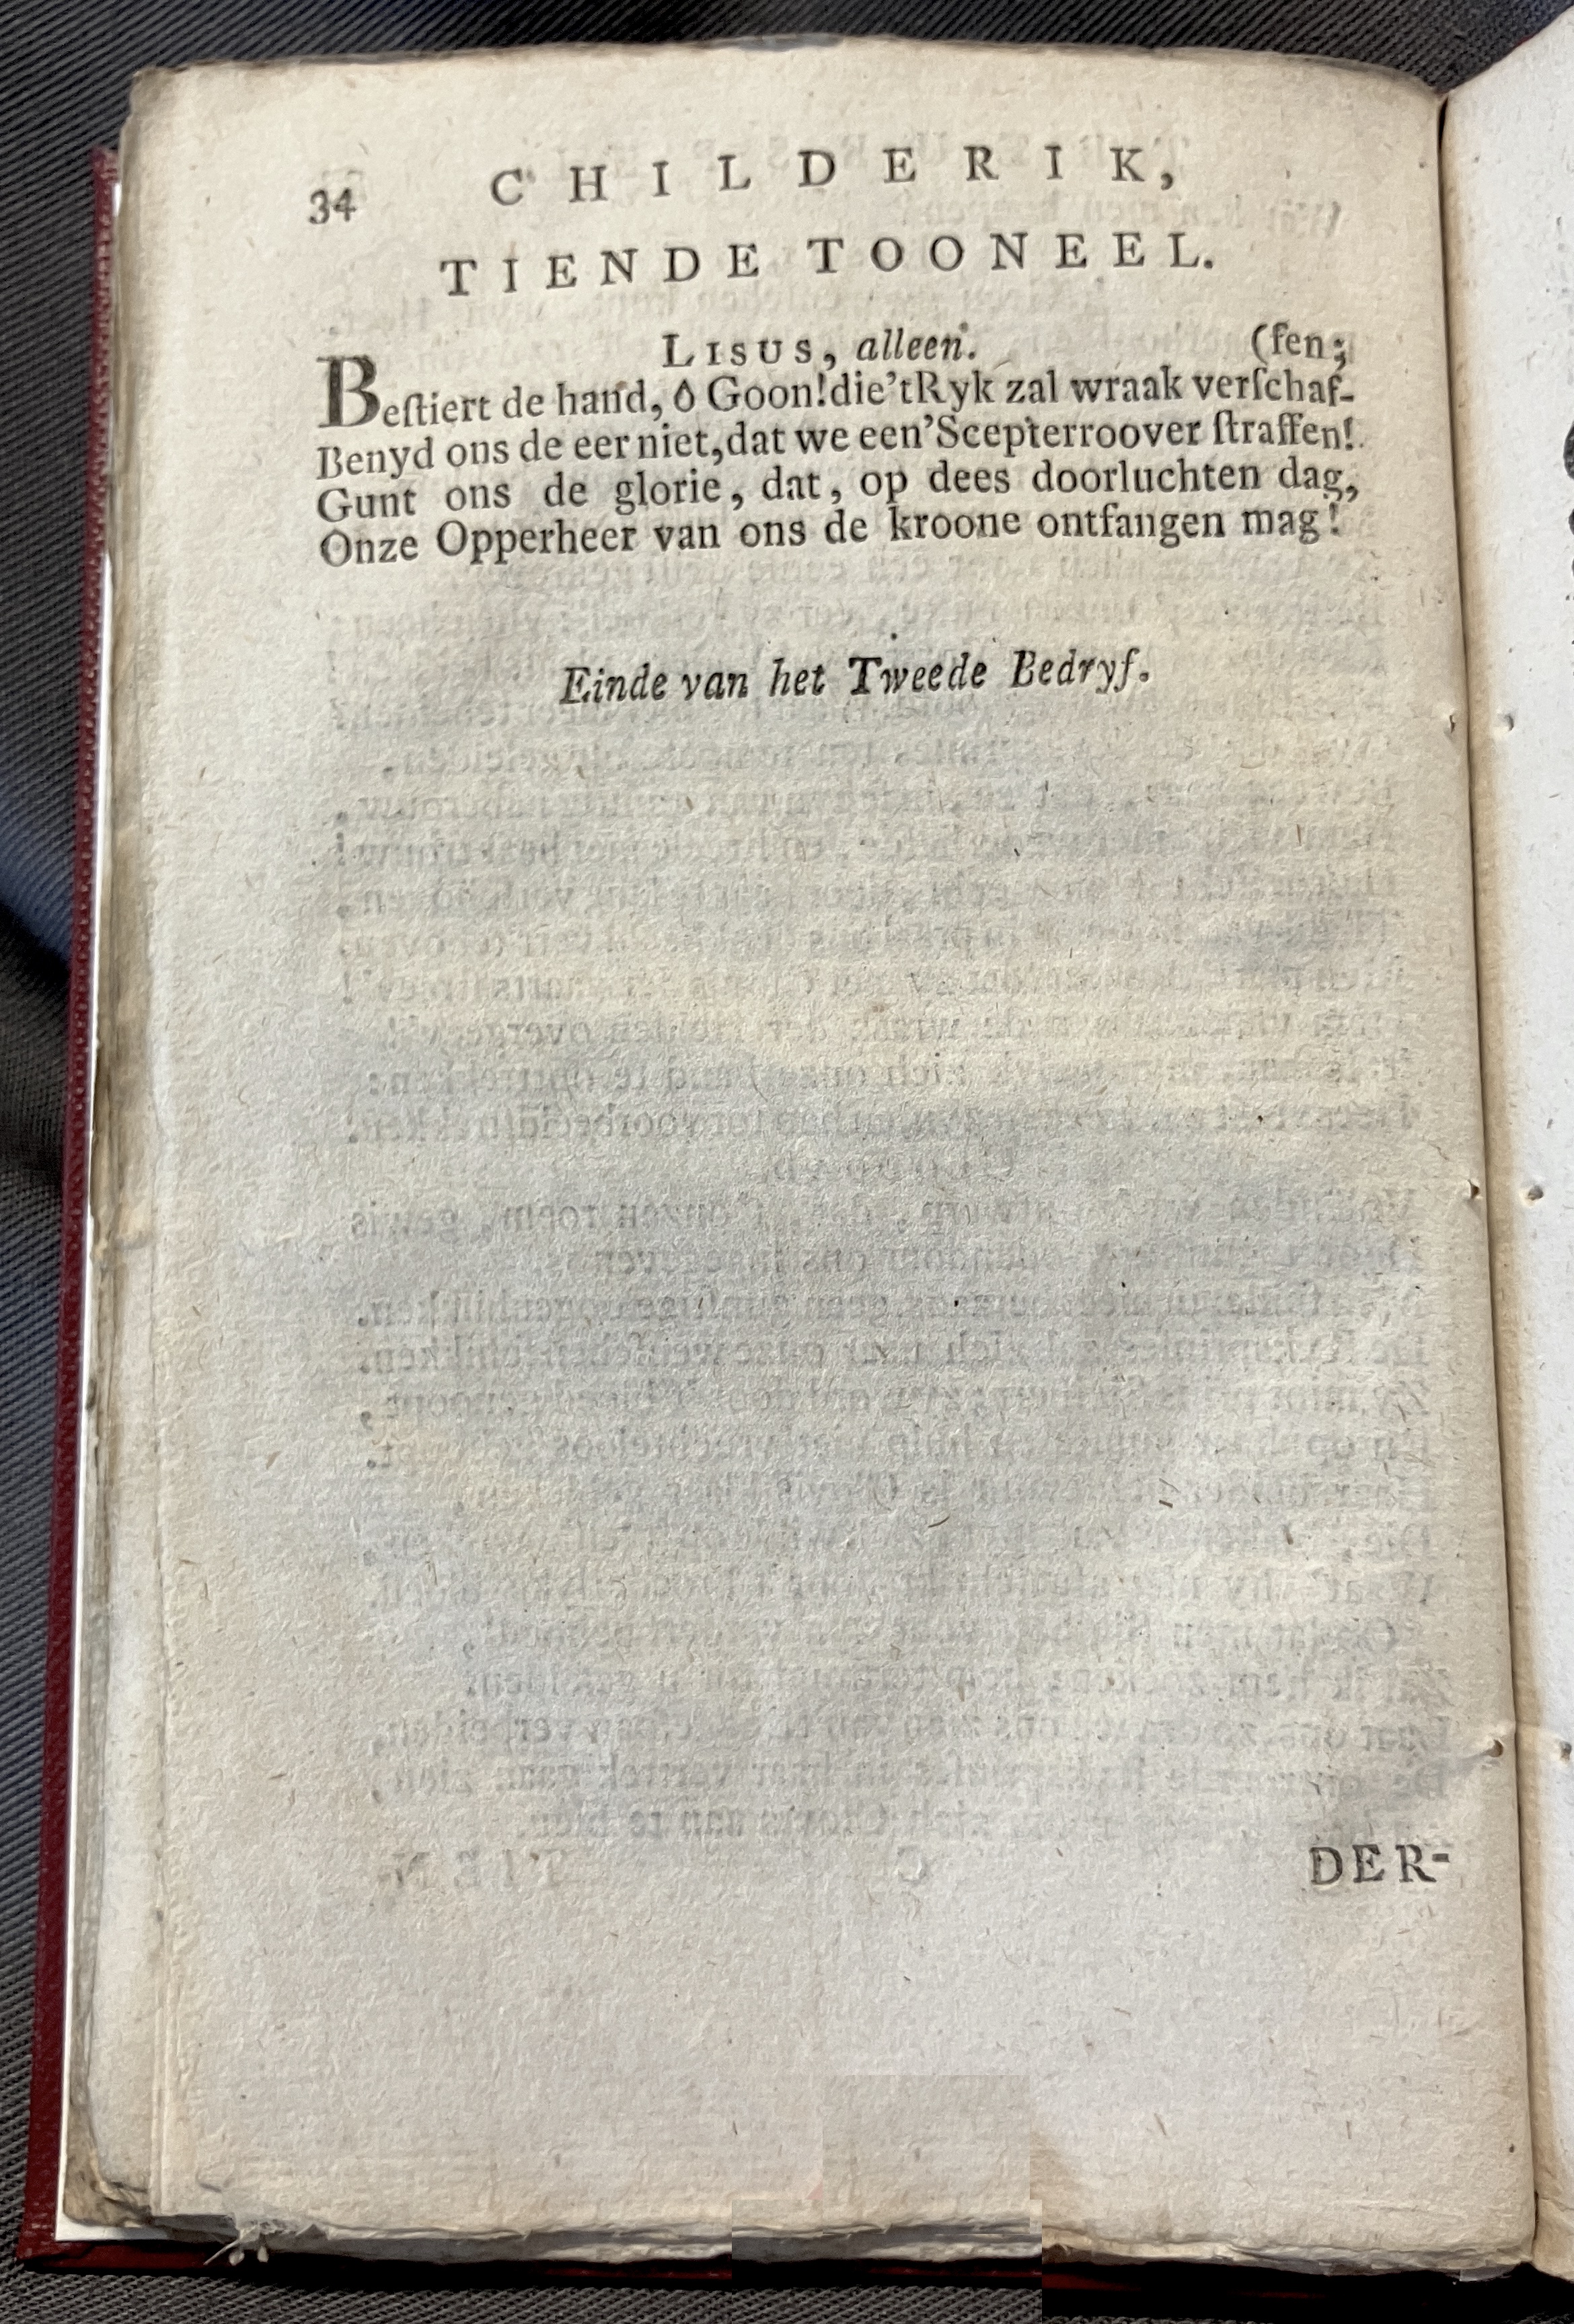 34 CHILDERIK,
TIENDE TOONEEL.
LISUS, alleen. (fen;
Beſtiert de hand, ô Goon! die 't Ryk zal wraak verſchaf-
Benyd ons de eer niet, dat we een' Scepterroover ſtraffen!
Gunt ons de glorie, dat, op dees doorluchten dag,
Onze Opperheer van ons de kroone ontfangen mag!
Einde van het Tweede Bedryf.
DER-